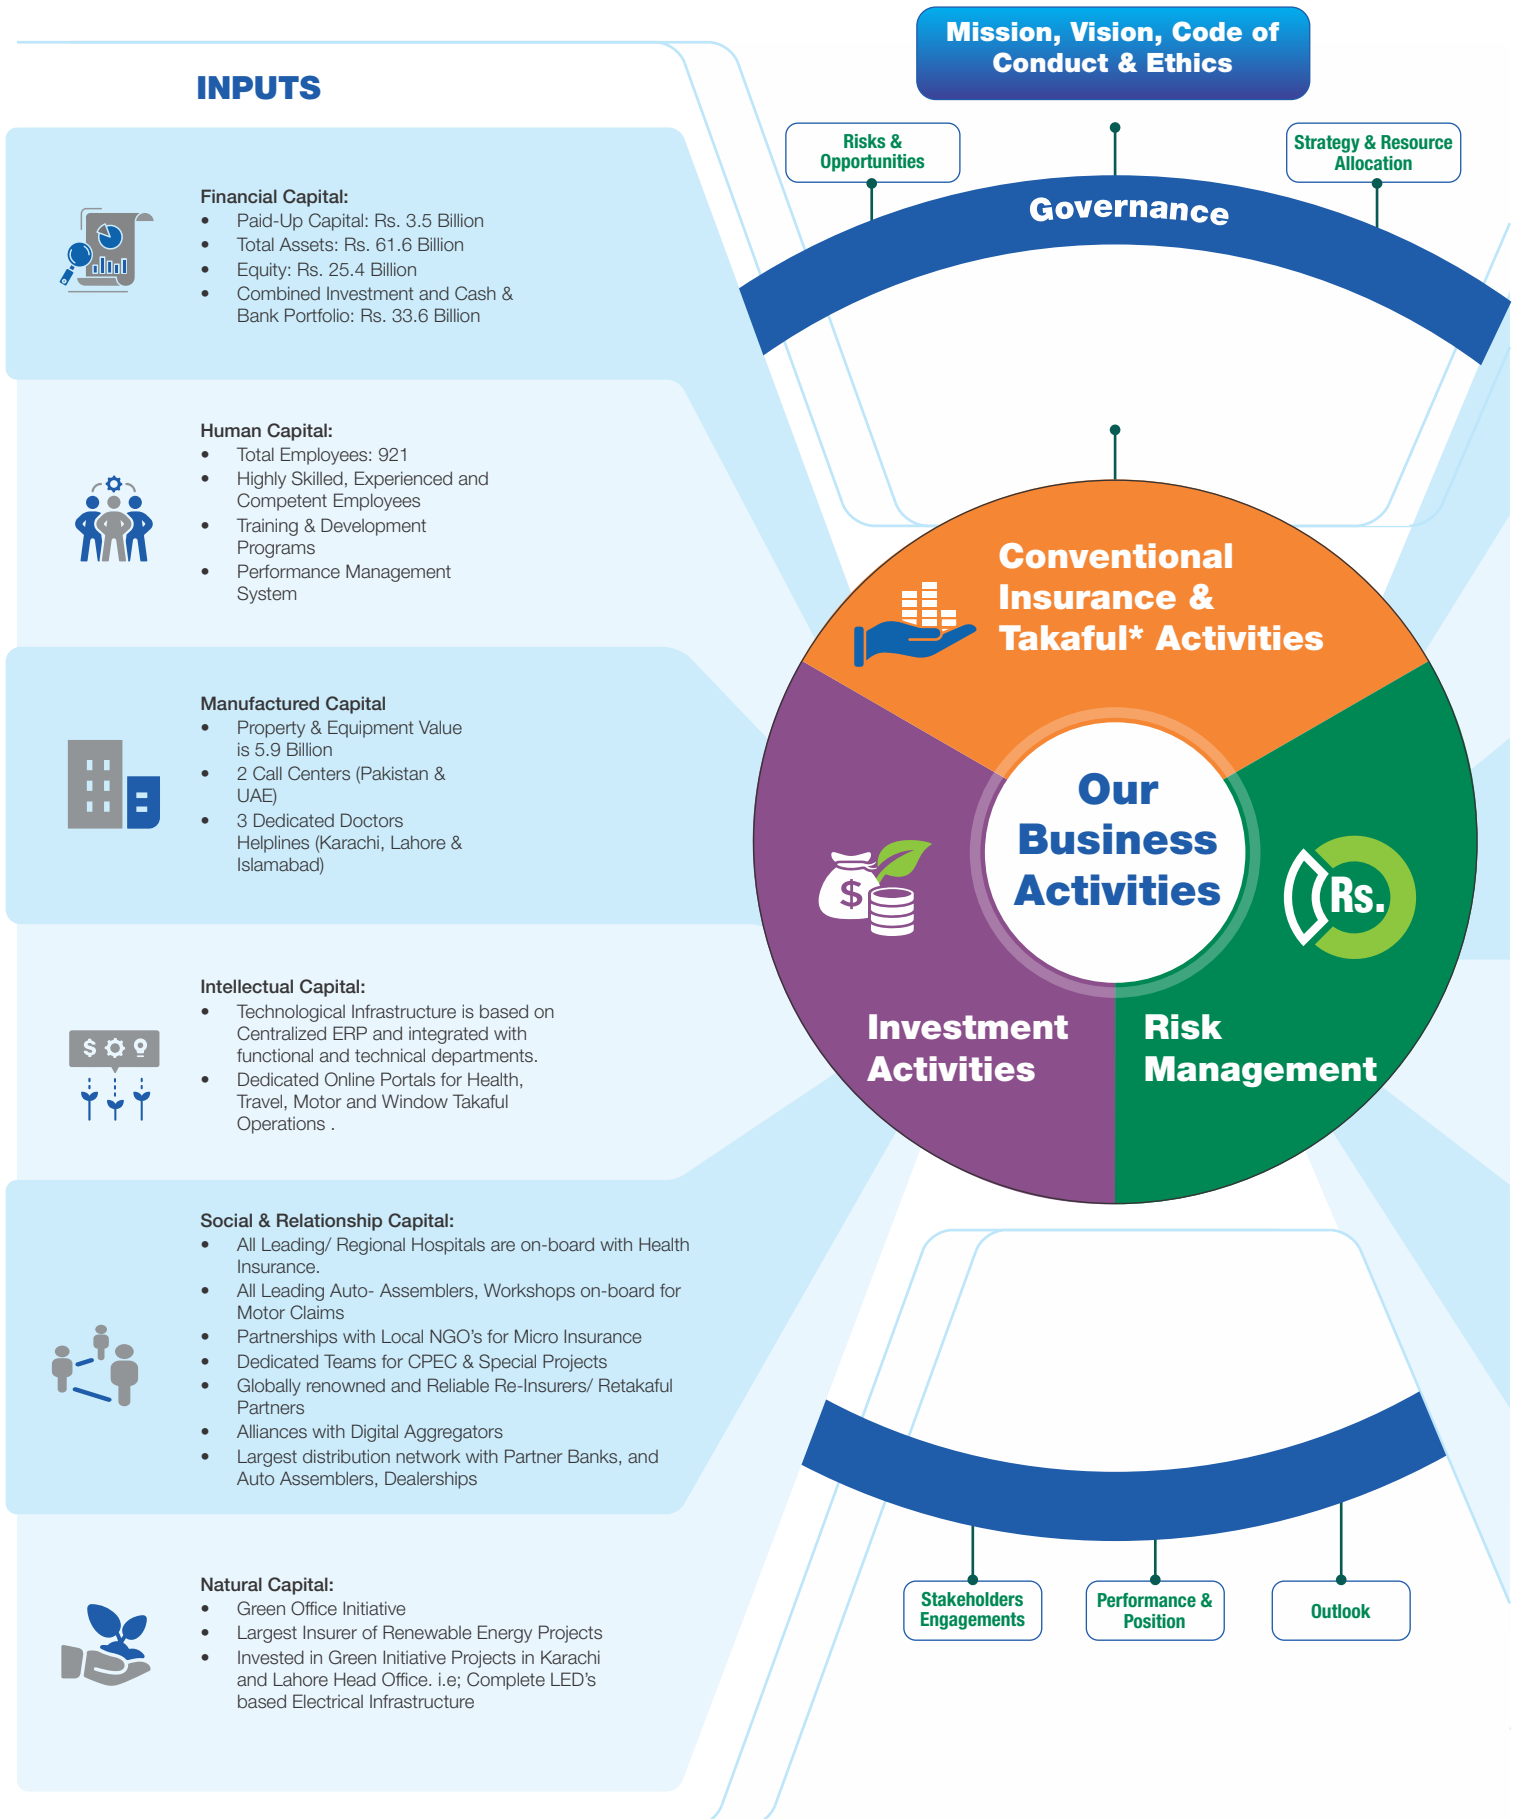 INPUTS
Financial Capital:
• Paid-Up Capital: Rs. 3.5 Billion
• Total Assets: Rs. 61.6 Billion
• Equity: Rs. 25.4 Billion
• Combined Investment and Cash &
Bank Portfolio: Rs. 33.6 Billion
Human Capital:
• Total Employees: 921
• Highly Skilled, Experienced and
Competent Employees
• Training & Development
Programs
• Performance Management
System
Manufactured Capital
• Property & Equipment Value
is 5.9 Billion
• 2 Call Centers (Pakistan &
UAE)
• 3 Dedicated Doctors
Helplines (Karachi, Lahore &
Islamabad)
Intellectual Capital:
• Technological Infrastructure is based on
Centralized ERP and integrated with
functional and technical departments.
• Dedicated Online Portals for Health,
Travel, Motor and Window Takaful
Operations .
$
Social & Relationship Capital:
• All Leading/ Regional Hospitals are on-board with Health
Insurance.
• All Leading Auto- Assemblers, Workshops on-board for
Motor Claims
• Partnerships with Local NGO’s for Micro Insurance
• Dedicated Teams for CPEC & Special Projects
• Globally renowned and Reliable Re-Insurers/ Retakaful
Partners
• Alliances with Digital Aggregators
• Largest distribution network with Partner Banks, and
Auto Assemblers, Dealerships
Natural Capital:
• Green Office Initiative
• Largest Insurer of Renewable Energy Projects
• Invested in Green Initiative Projects in Karachi
and Lahore Head Office. i.e; Complete LED’s
based Electrical Infrastructure
Mission, Vision, Code of
Conduct & Ethics
Risks &
Opportunities
Strategy & Resource
Allocation
Governance
Conventional
Insurance &
Takaful* Activities
Our
Business
Activities
$
Rs.
Investment
Activities
Risk
Management
Stakeholders
Engagements
Performance &
Position
Outlook